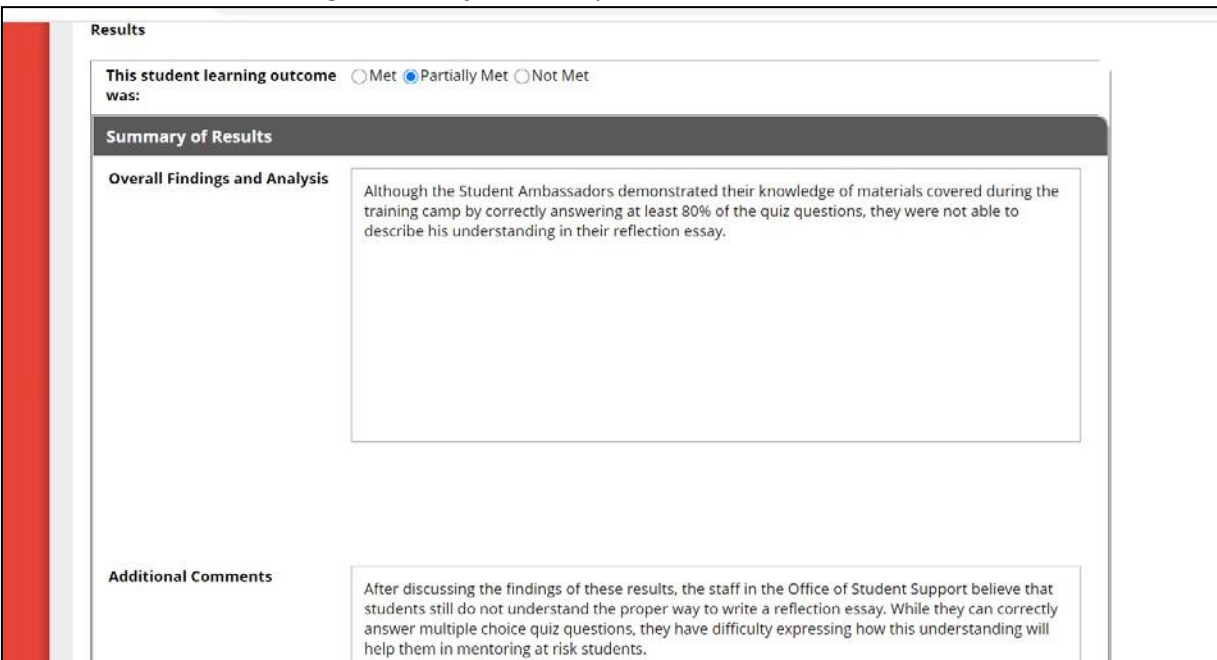 Results
This student learning outcome was:
Met Partially Met Not Met
Summary of Results
Overall Findings and Analysis
Although the Student Ambassadors demonstrated their knowledge of materials covered during the
training camp by correctly answering at least 80% of the quiz questions, they were not able to
describe his understanding in their reflection essay.
Additional Comments
After discussing the findings of these results, the staff in the Office of Student Support believe that
students still do not understand the proper way to write a reflection essay. While they can correctly
answer multiple choice quiz questions, they have difficulty expressing how this understanding will
help them in mentoring at risk students.